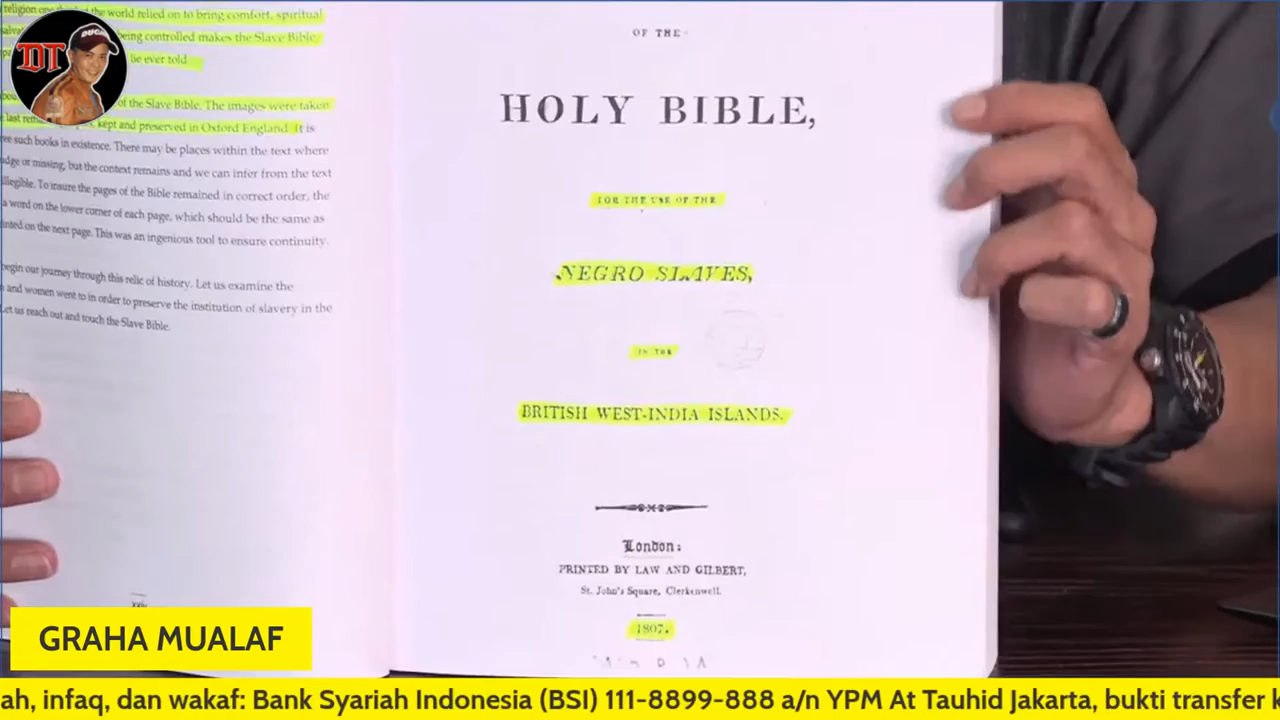 religion one third of the world relied on to bring comfort, spiritual
being controlled makes the Slave Bible,
lie ever told
of the Slave Bible. The images were taken
kept and preserved in Oxford England. It is
such books in existence. There may be places within the text where
or missing, but the context remains and we can infer from the text
illegible. To insure the pages of the Bible remained in correct order, the
a word on the lower corner of each page, which should be the same as
on the next page. This was an ingenious tool to ensure continuity.
begin our journey through this relic of history. Let us examine the
and women went to in order to preserve the institution of slavery in the
Let us reach out and touch the Slave Bible.
OF THE
HOLY BIBLE,
FOR THE USE OF THE
NEGRO SLAVES,
IN THE
BRITISH WEST-INDIA ISLANDS.
London:
PRINTED BY LAW AND GILBERT,
St. John's Square, Clerkenwell.
1807.
DT
DUCATI
GRAHA MUALAF
ah, infaq, dan wakaf: Bank Syariah Indonesia (BSI) 111-8899-888 a/n YPM At Tauhid Jakarta, bukti transfer k